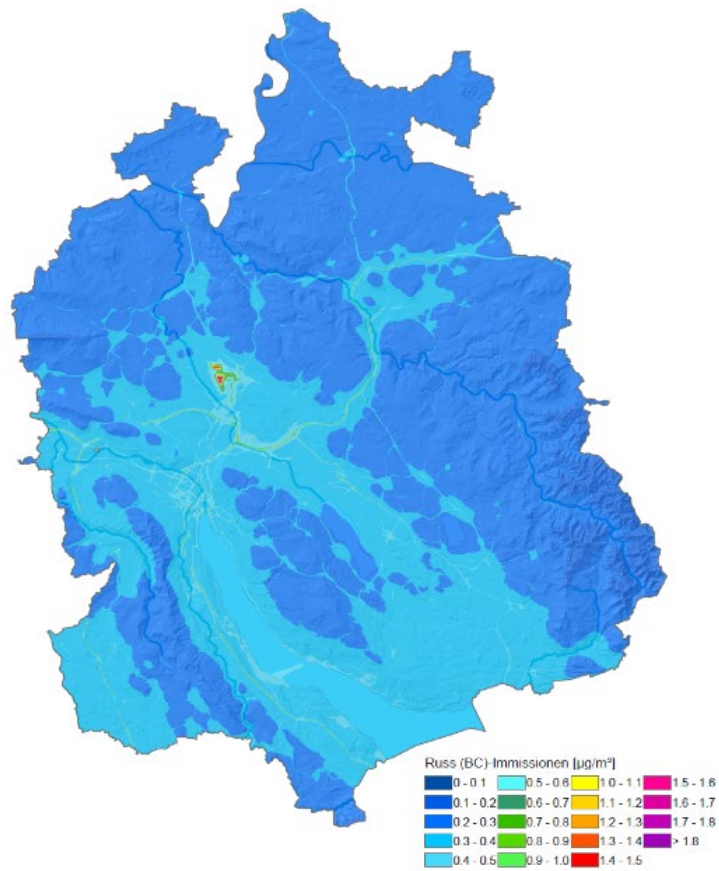 Russ (BC)-Immissionen [µg/m³]
0 - 0.1 0.5 - 0.6 1.0 - 1.1 1.5 - 1.6
0.1 - 0.2 0.6 - 0.7 1.1 - 1.2 1.6 - 1.7
0.2 - 0.3 0.7 - 0.8 1.2 - 1.3 1.7 - 1.8
0.3 - 0.4 0.8 - 0.9 1.3 - 1.4 > 1.8
0.4 - 0.5 0.9 - 1.0 1.4 - 1.5